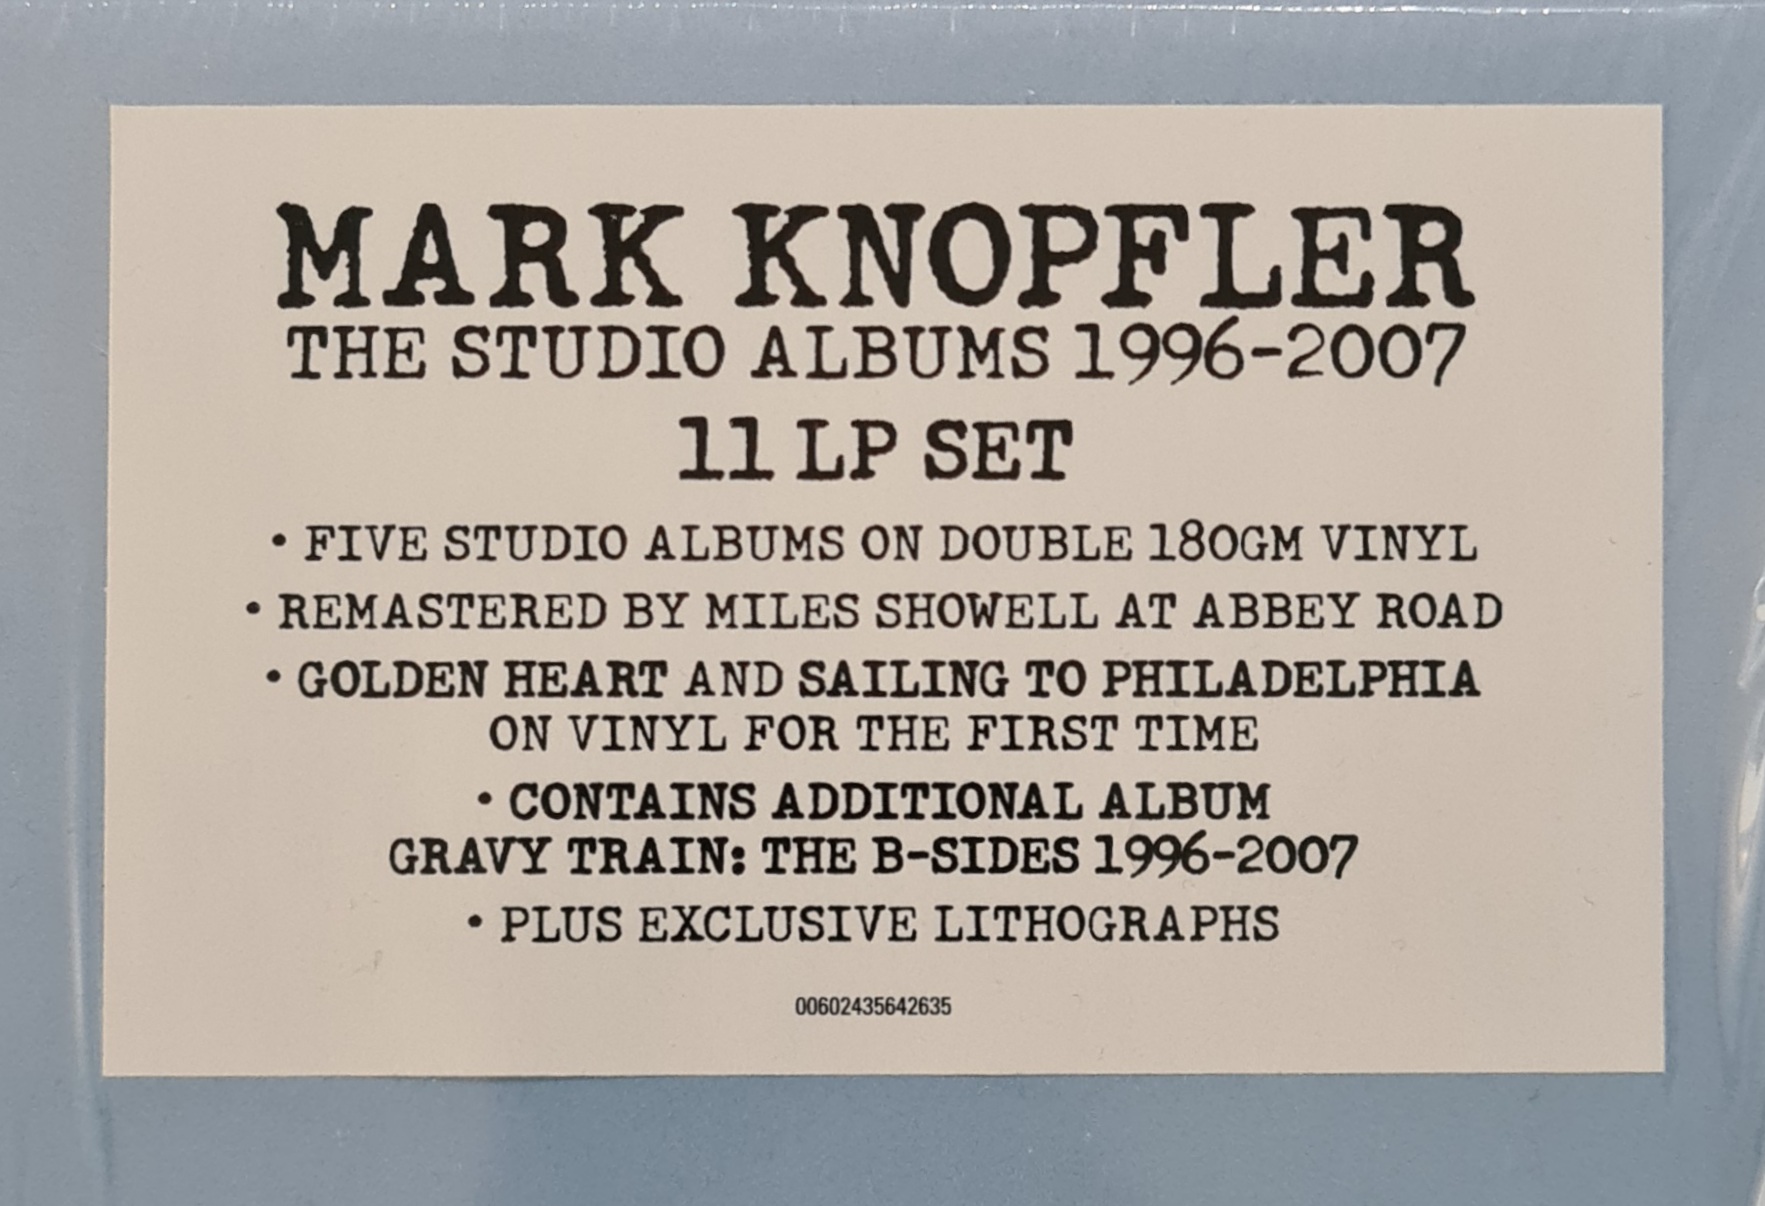 MARK KNOPFLER
THE STUDIO ALBUMS 1996-2007
11 LP SET
• FIVE STUDIO ALBUMS ON DOUBLE 180GM VINYL
• REMASTERED BY MILES SHOWELL AT ABBEY ROAD
• GOLDEN HEART AND SAILING TO PHILADELPHIA
ON VINYL FOR THE FIRST TIME
• CONTAINS ADDITIONAL ALBUM
GRAVY TRAIN: THE B-SIDES 1996-2007
• PLUS EXCLUSIVE LITHOGRAPHS
00602435642635